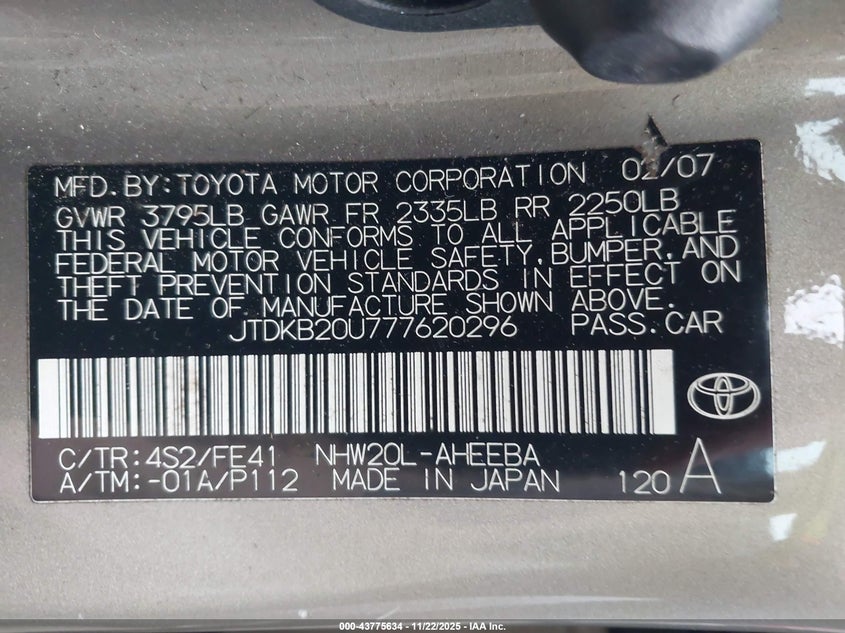 MFD.BY:TOYOTA MOTOR CORPORATION
GVWR 3795LB GAWR FR 2335LB RR 2250LB
THIS VEHICLE CONFORMS TO ALL APPLICABLE
FEDERAL MOTOR VEHICLE SAFETY,BUMPER,AND
THEFT PREVENTION STANDARDS IN EFFECT ON
THE DATE OF MANUFACTURE SHOWN ABOVE.
JTDKB20U777620296 PASS.CAR
C/TR:4S2/FE41 NHW20L-AHEEBA
A/TM:-01A/P112 MADE IN JAPAN 120 A
000-43775634 - 11/22/2025 - IAA Inc.